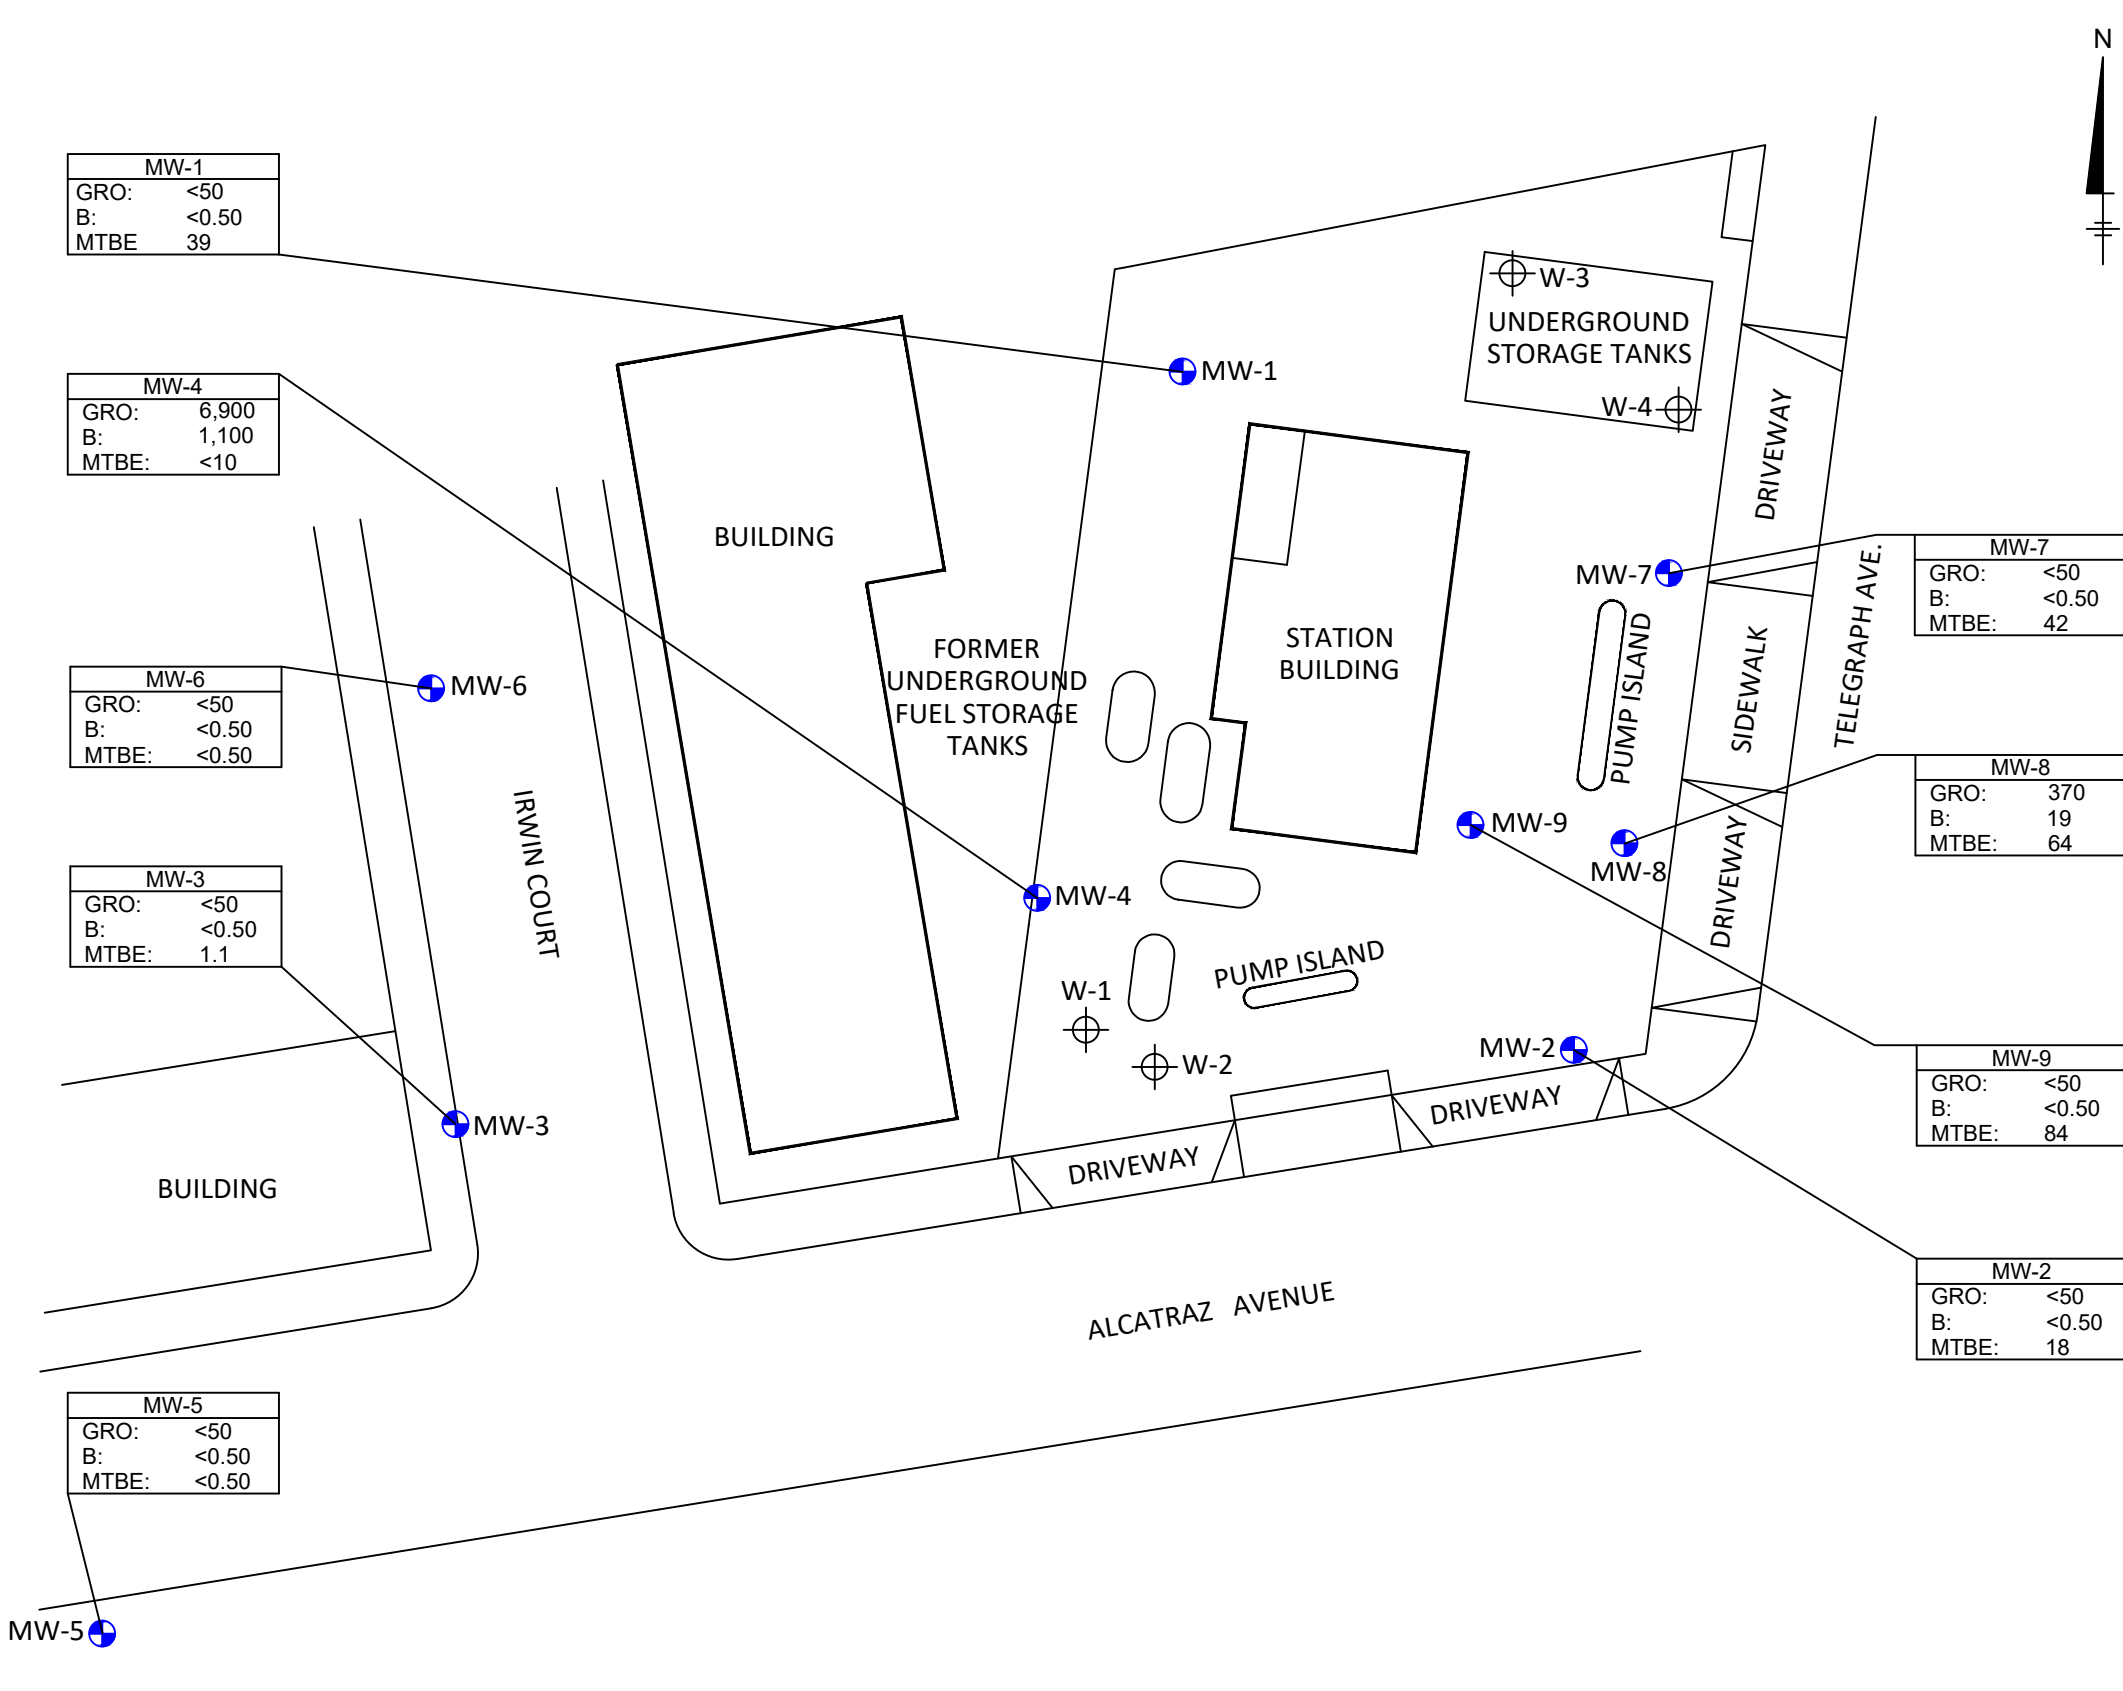 N
MW-1
GRO: <50
B: <0.50
MTBE 39
MW-4
GRO: 6,900
B: 1,100
MTBE: <10
MW-6
GRO: <50
B: <0.50
MTBE: <0.50
MW-3
GRO: <50
B: <0.50
MTBE: 1.1
MW-5
GRO: <50
B: <0.50
MTBE: <0.50
MW-7
GRO: <50
B: <0.50
MTBE: 42
MW-8
GRO: 370
B: 19
MTBE: 64
MW-9
GRO: <50
B: <0.50
MTBE: 84
MW-2
GRO: <50
B: <0.50
MTBE: 18
W-3
UNDERGROUND
STORAGE TANKS
W-4
MW-1
DRIVEWAY
BUILDING
MW-7
FORMER
UNDERGROUND
FUEL STORAGE
TANKS
STATION
BUILDING
PUMP ISLAND
SIDEWALK
TELEGRAPH AVE.
MW-6
IRWIN COURT
MW-9
MW-8
DRIVEWAY
MW-4
PUMP ISLAND
W-1
W-2
MW-2
DRIVEWAY
DRIVEWAY
MW-3
BUILDING
ALCATRAZ AVENUE
MW-5